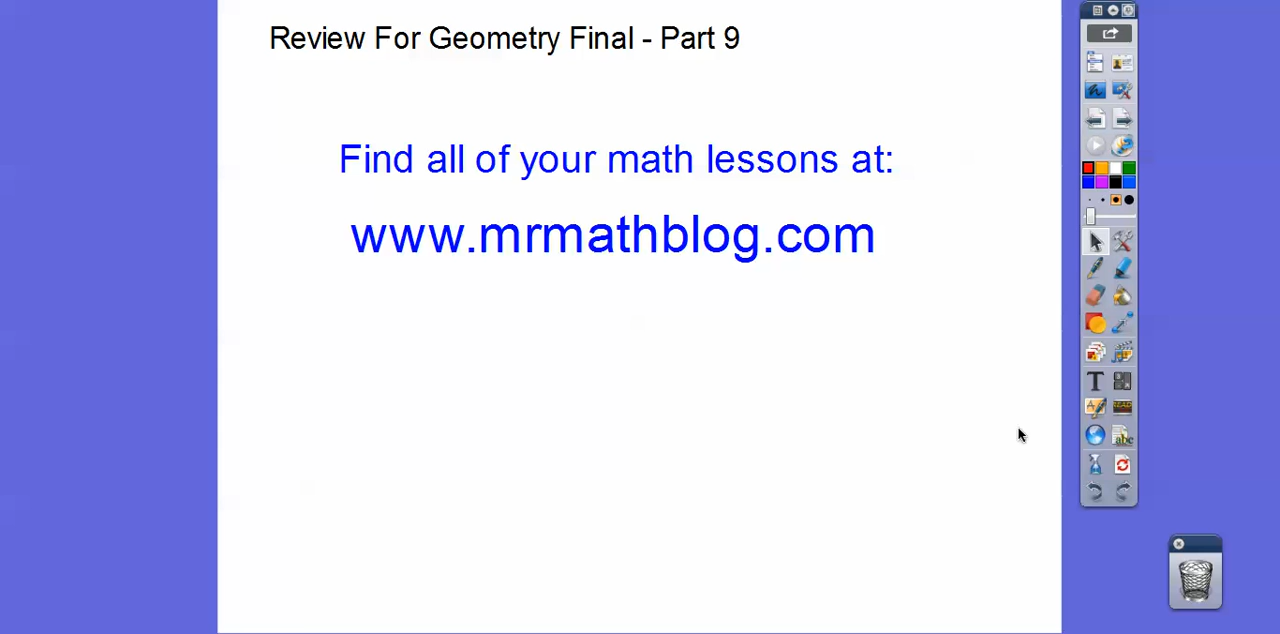 Review For Geometry Final - Part 9
Find all of your math lessons at:
www.mrmathblog.com